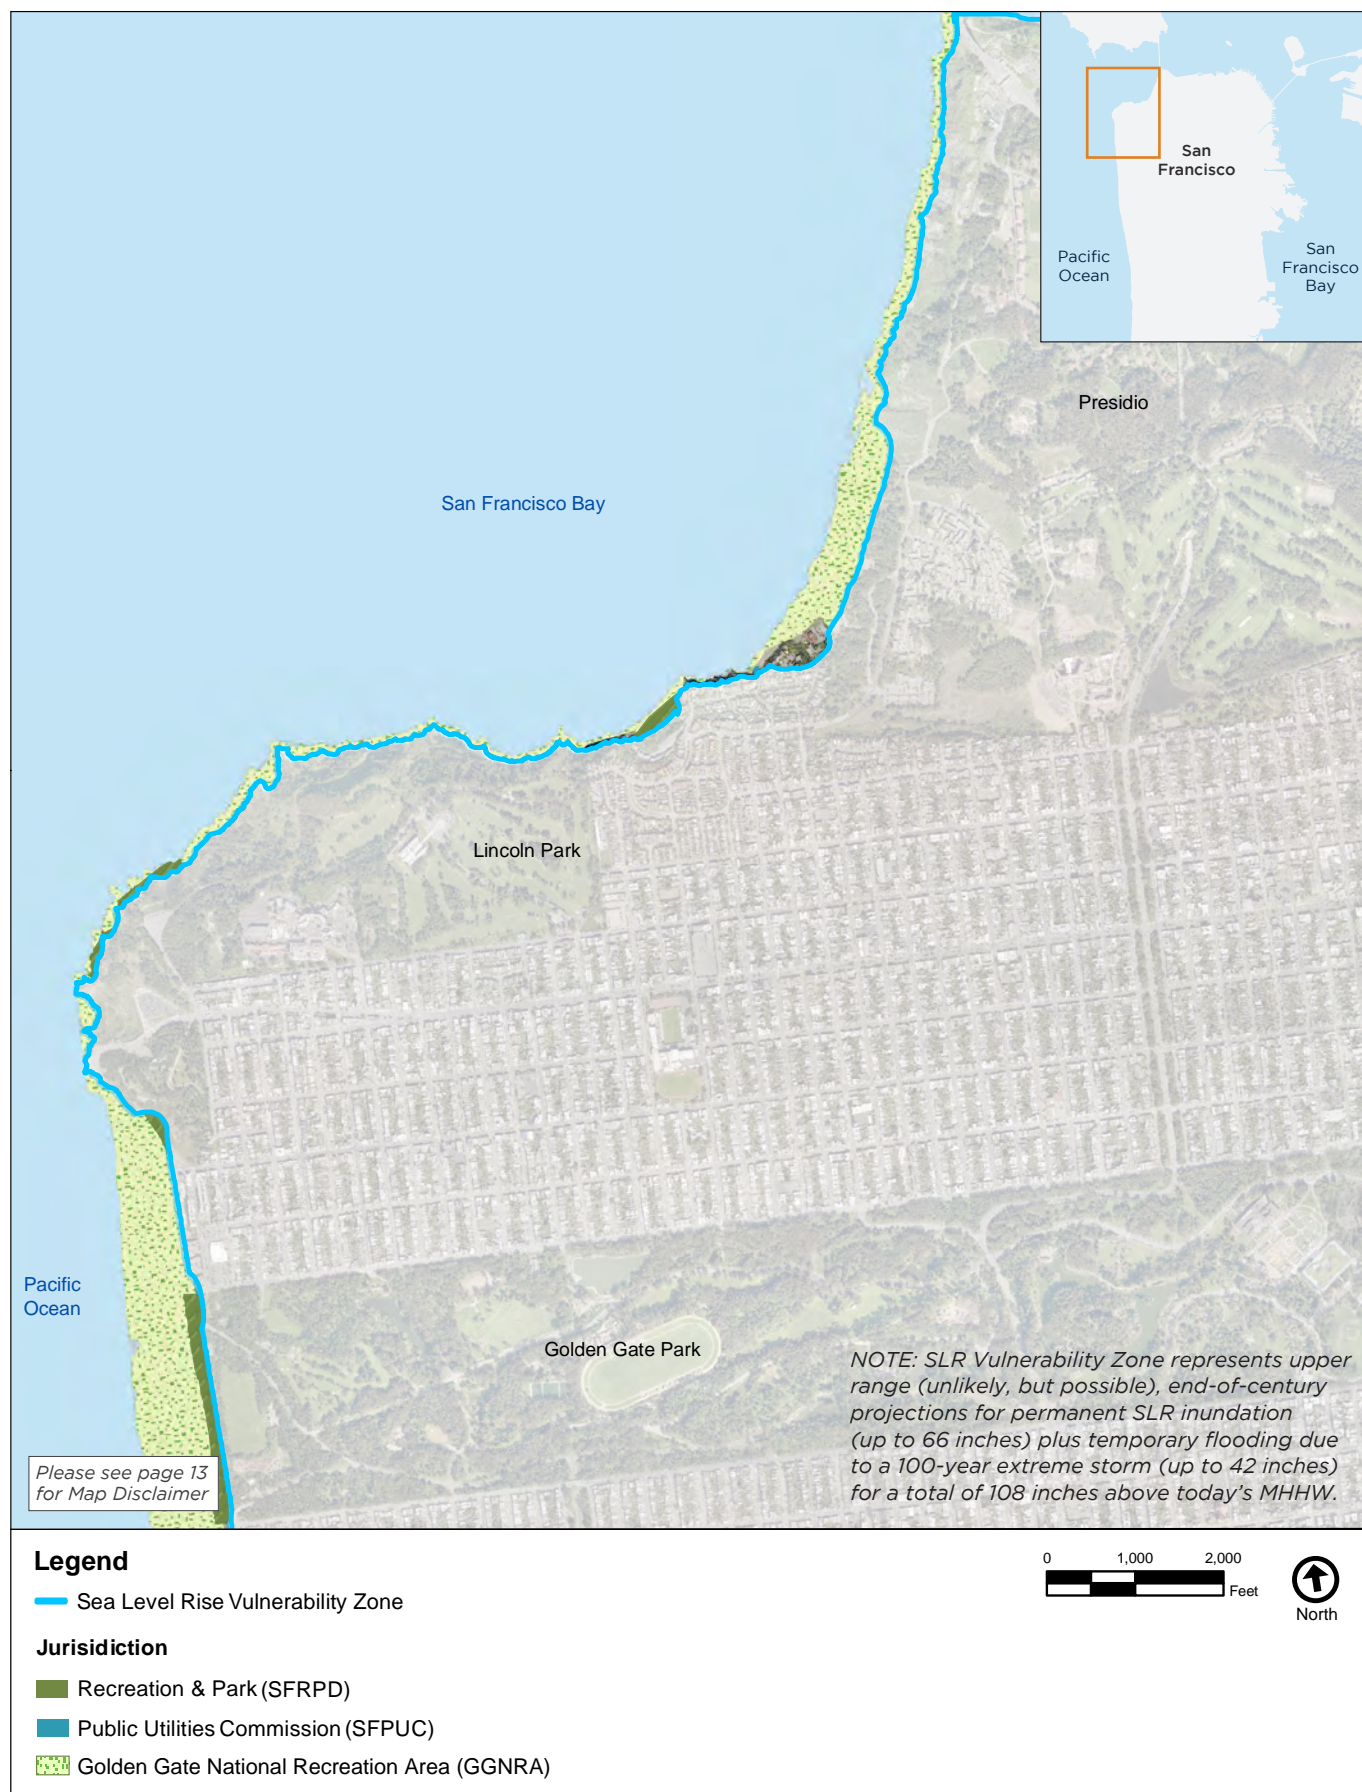 San
Francisco
Pacific
Ocean
San
Francisco
Bay
Presidio
San Francisco Bay
Lincoln Park
Pacific
Ocean
Golden Gate Park
NOTE: SLR Vulnerability Zone represents upper
range (unlikely, but possible), end-of-century
projections for permanent SLR inundation
(up to 66 inches) plus temporary flooding due
to a 100-year extreme storm (up to 42 inches)
for a total of 108 inches above today's MHHW.
Please see page 13
for Map Disclaimer
Legend
Sea Level Rise Vulnerability Zone
Jurisidiction
Recreation & Park (SFRPD)
Public Utilities Commission (SFPUC)
Golden Gate National Recreation Area (GGNRA)
0 1,000 2,000
Feet
North